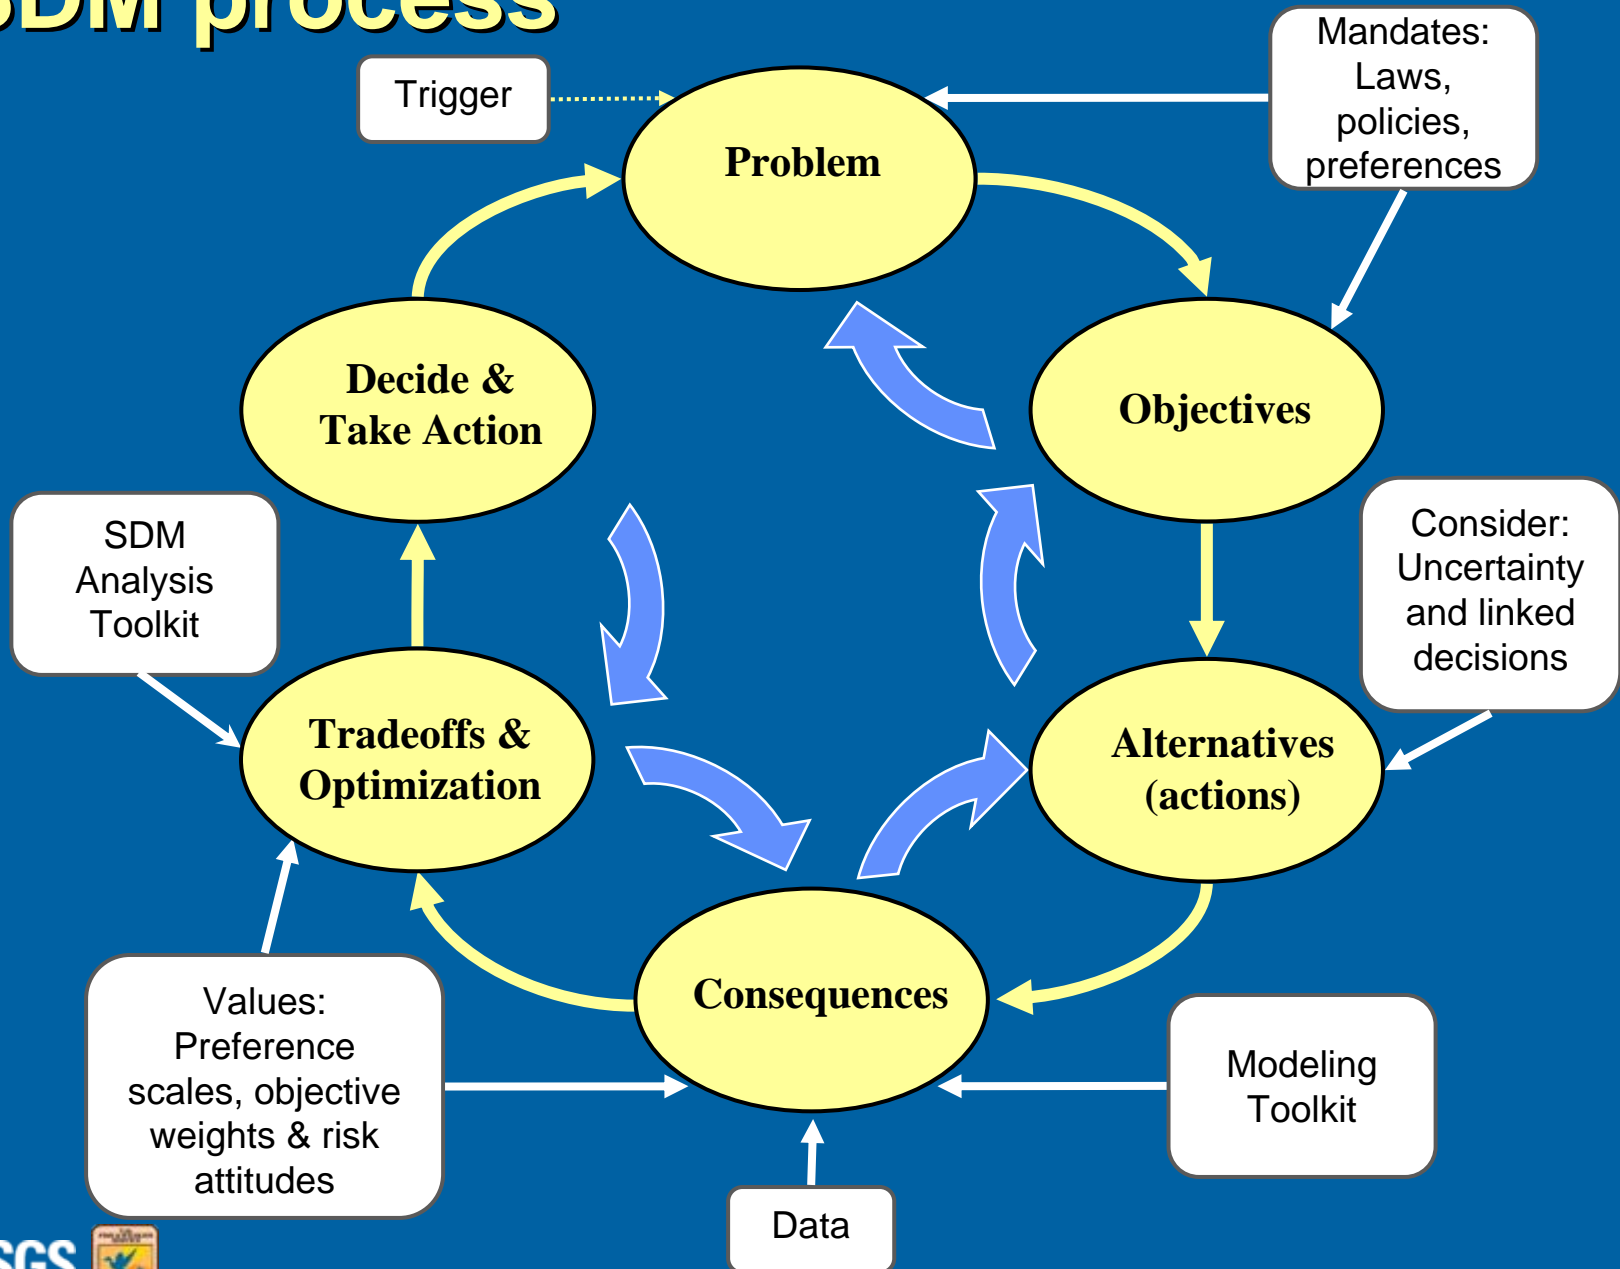 SDM process
Trigger
Mandates:
Laws,
policies,
preferences
Problem
Decide &
Take Action
Objectives
SDM
Analysis
Toolkit
Consider:
Uncertainty
and linked
decisions
Tradeoffs &
Optimization
Alternatives
(actions)
Values:
Preference
scales, objective
weights & risk
attitudes
Consequences
Modeling
Toolkit
Data
SGS